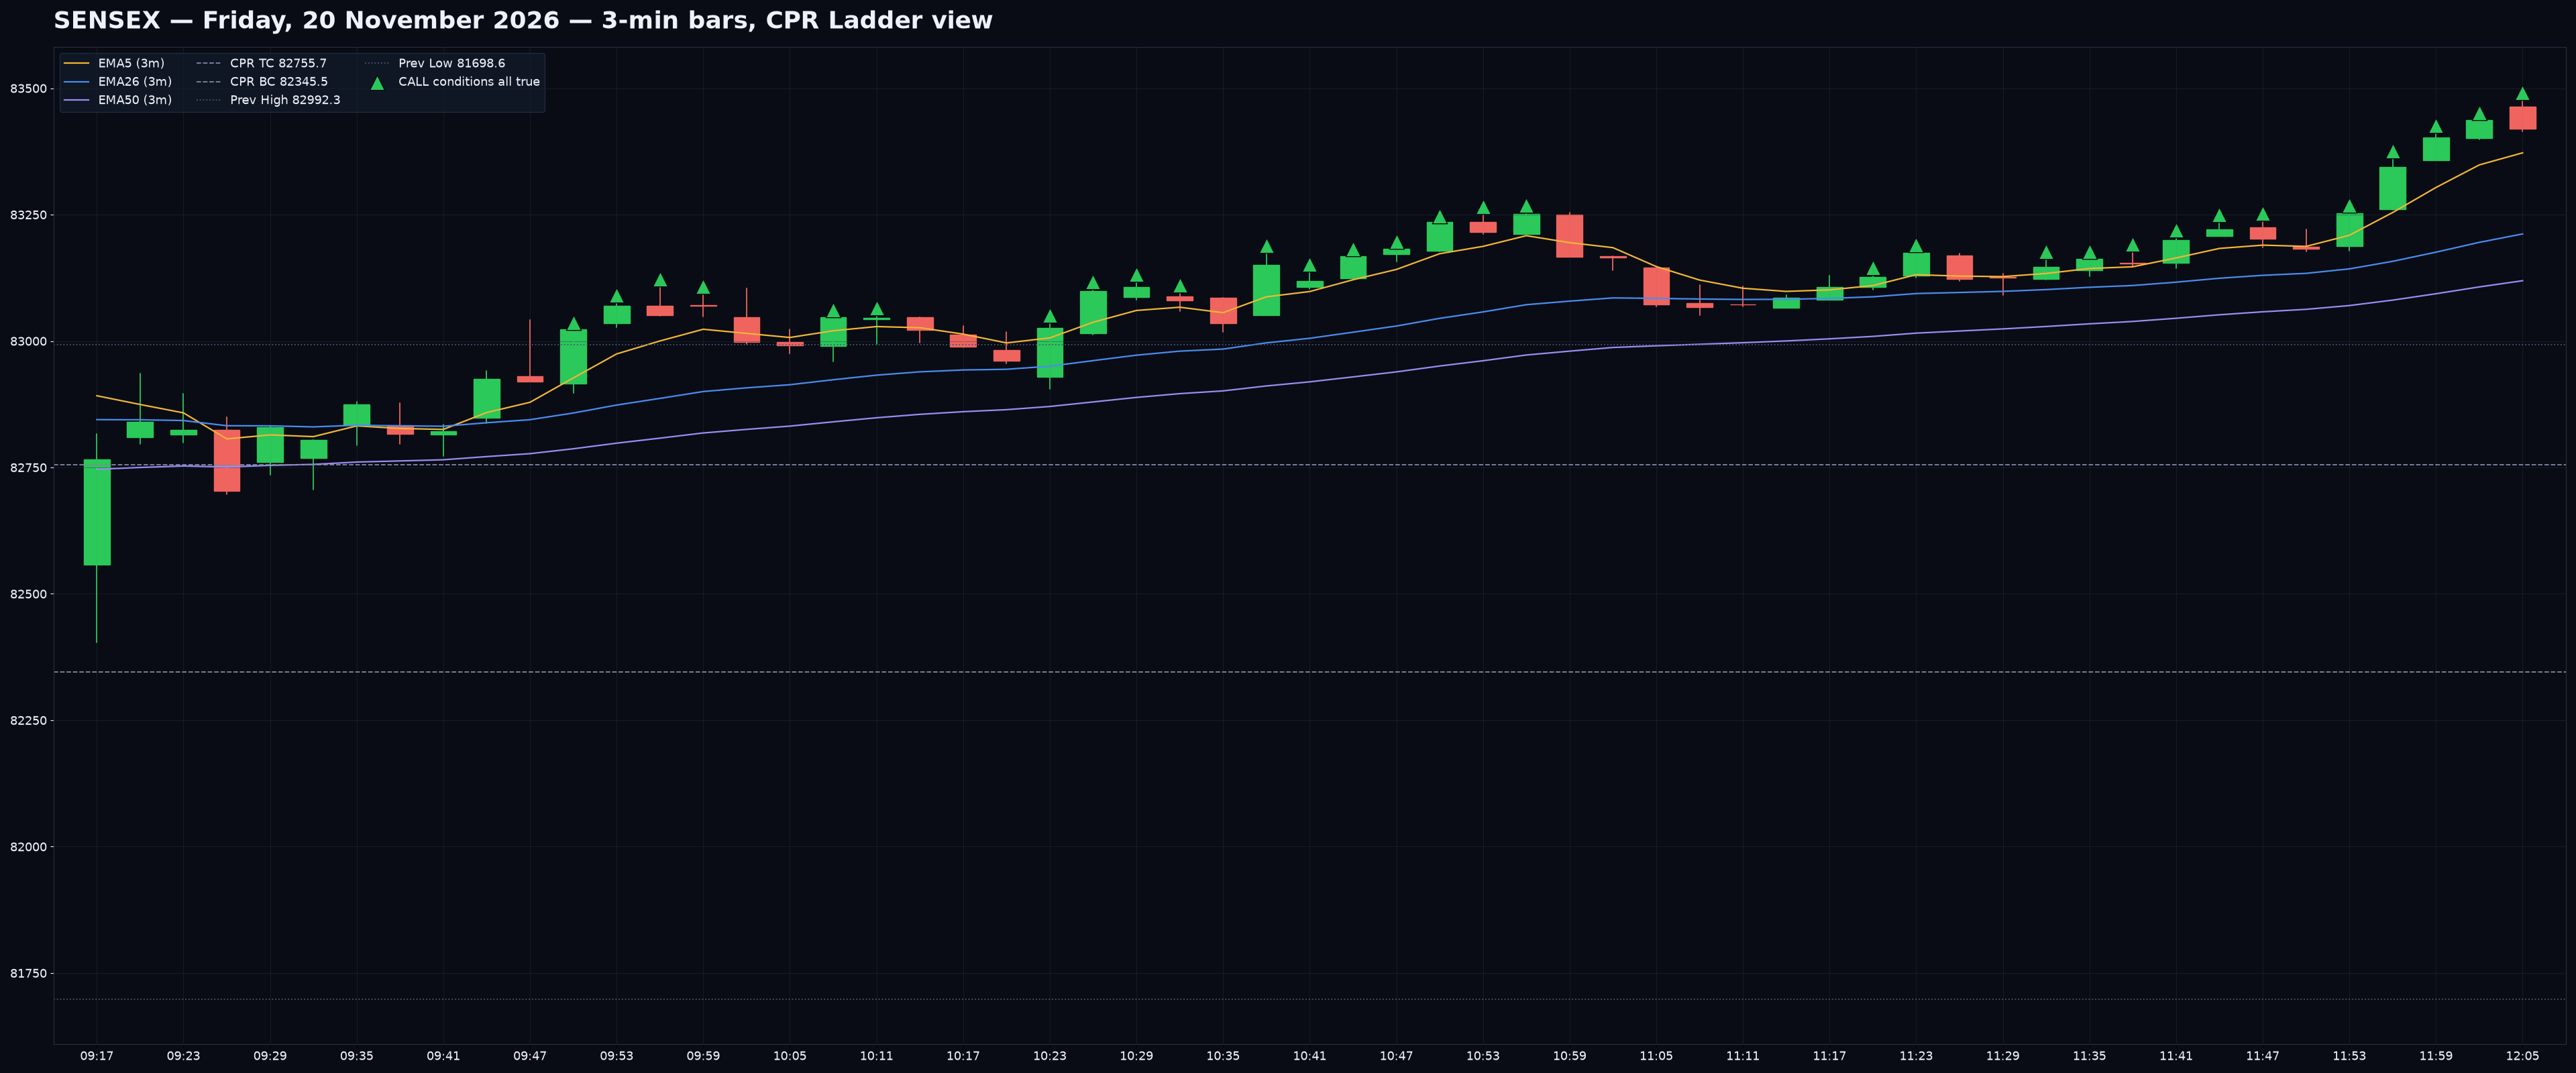 SENSEX — Friday, 20 November 2026 — 3-min bars, CPR Ladder view
EMA5 (3m)
EMA26 (3m)
EMA50 (3m)
CPR TC 82755.7
CPR BC 82345.5
Prev High 82992.3
Prev Low 81698.6
CALL conditions all true
83500
83250
83000
82750
82500
82250
82000
81750
09:17 09:23 09:29 09:35 09:41 09:47 09:53 09:59 10:05 10:11 10:17 10:23 10:29 10:35 10:41 10:47 10:53 10:59 11:05 11:11 11:17 11:23 11:29 11:35 11:41 11:47 11:53 11:59 12:05